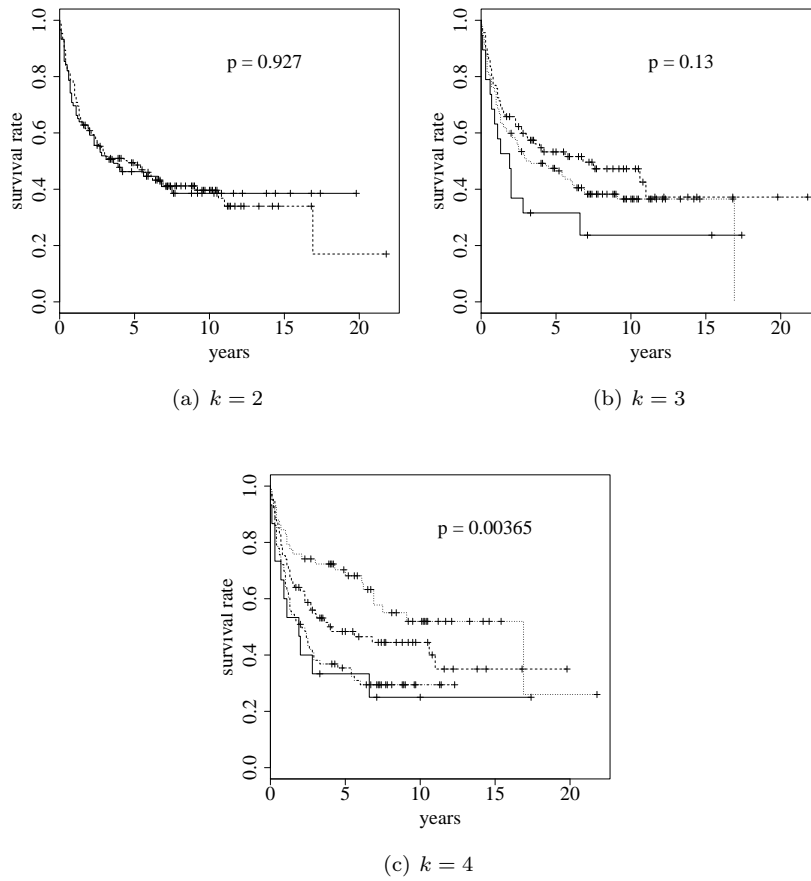 p = 0.927
survival rate
0.0 0.2 0.4 0.6 0.8 1.0
0 5 10 15 20
years
(a) k = 2
p = 0.13
survival rate
0.0 0.2 0.4 0.6 0.8 1.0
0 5 10 15 20
years
(b) k = 3
p = 0.00365
survival rate
0.0 0.2 0.4 0.6 0.8 1.0
0 5 10 15 20
years
(c) k = 4